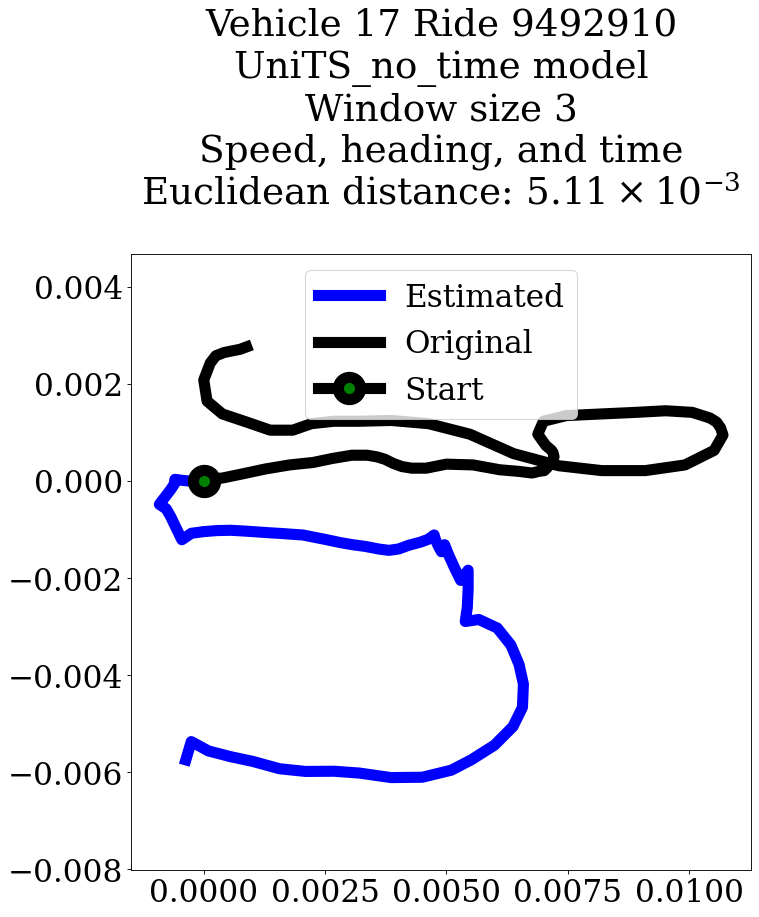 Vehicle 17 Ride 9492910
UniTS_no_time model
Window size 3
Speed, heading, and time
Euclidean distance: 5.11 × 10⁻³
Estimated
Original
Start
0.004
0.002
0.000
−0.002
−0.004
−0.006
−0.008
0.0000 0.0025 0.0050 0.0075 0.0100